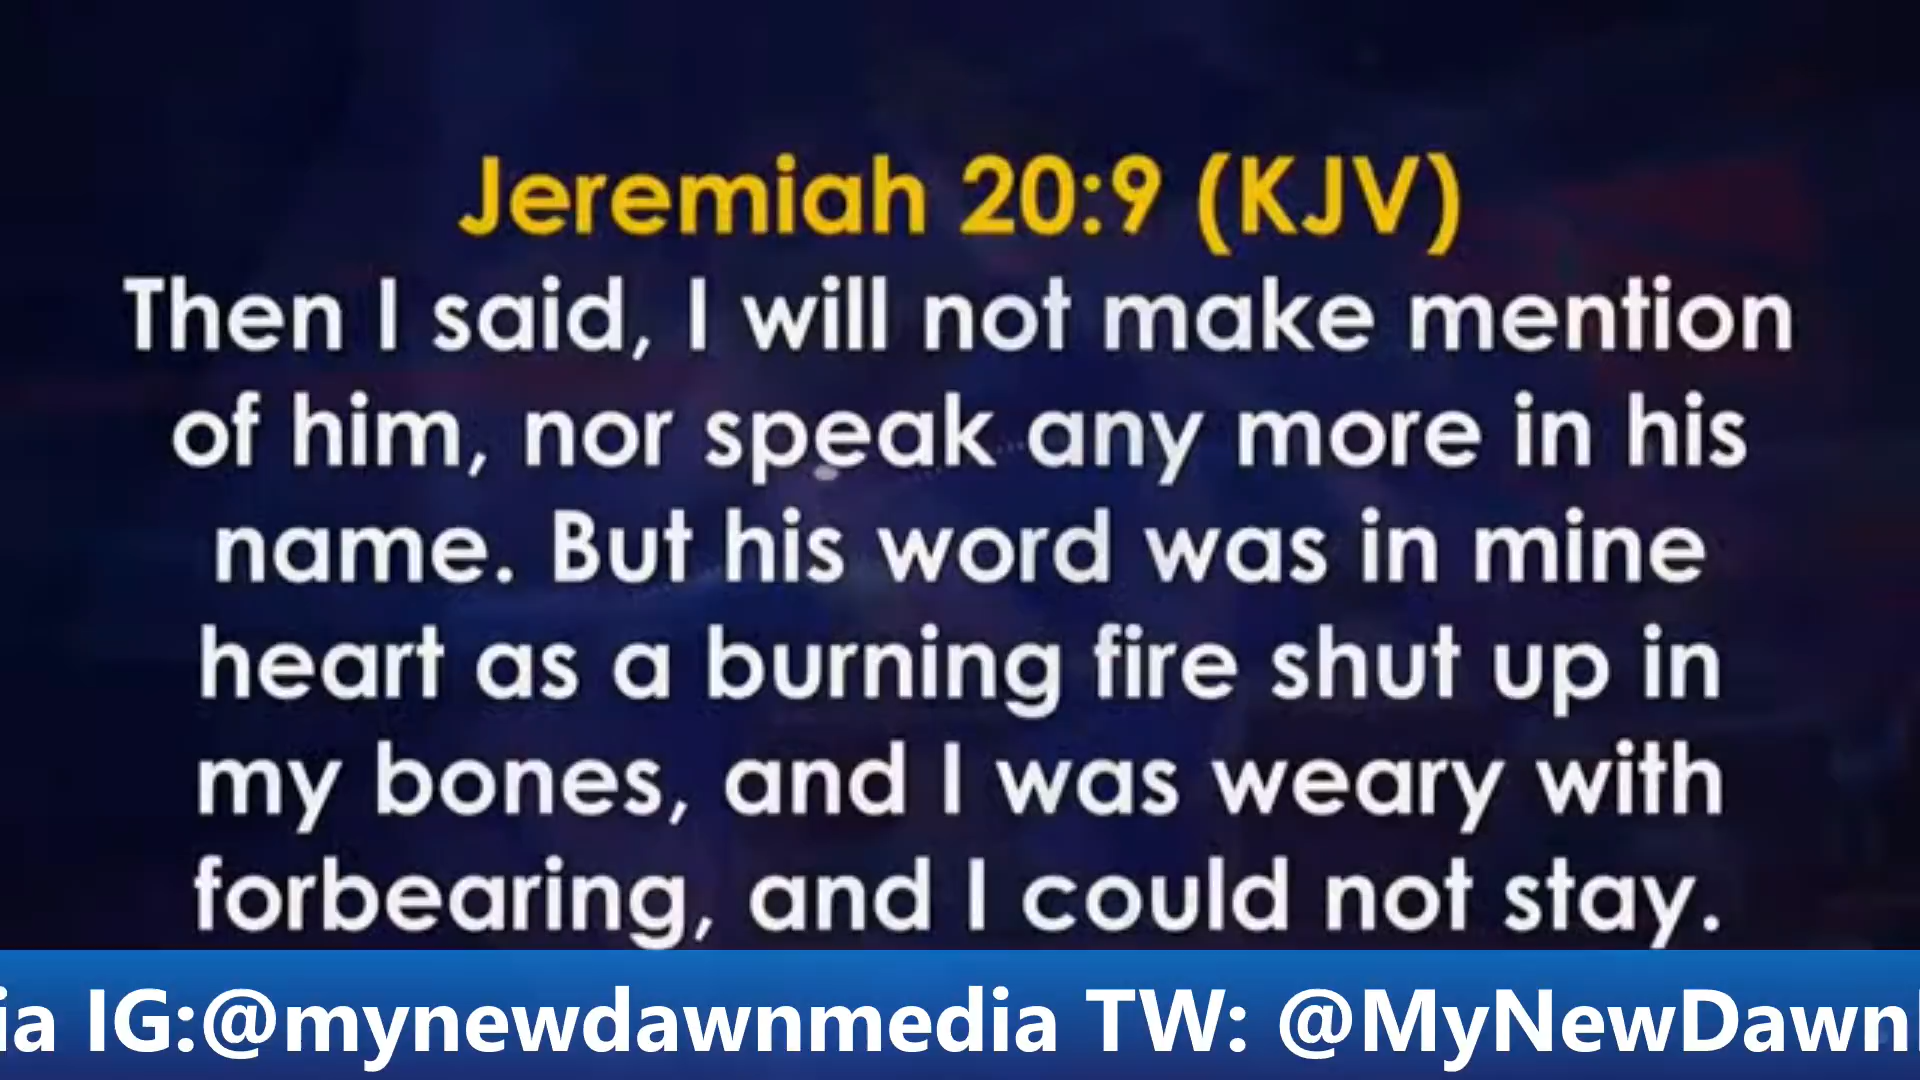 Jeremiah 20:9 (KJV)
Then I said, I will not make mention
of him, nor speak any more in his
name. But his word was in mine
heart as a burning fire shut up in
my bones, and I was weary with
forbearing, and I could not stay.
ia IG:@mynewdawnmedia TW: @MyNewDawn